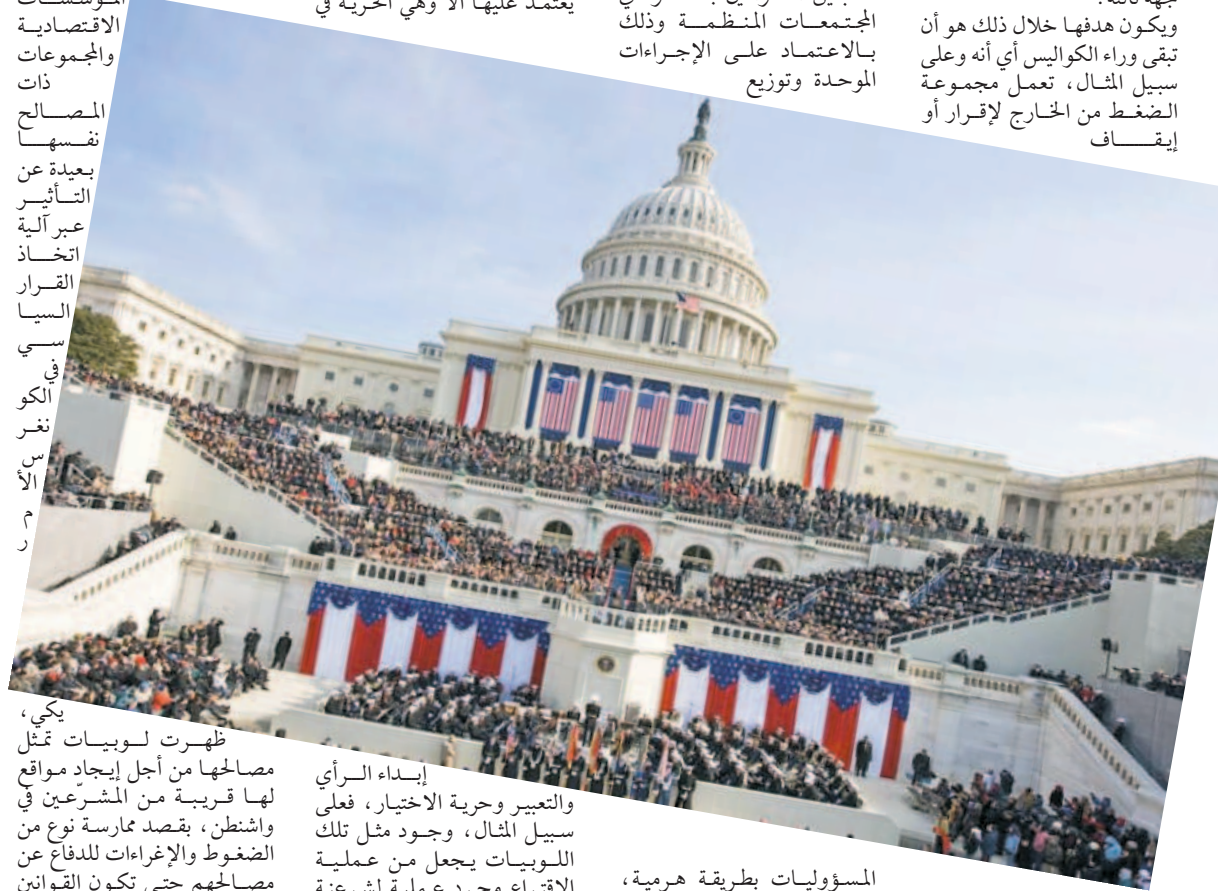 ويكون هدفها خلال ذلك هو أن
تبقى وراء الكواليس أي أنه وعلى
سبيل المثال، تعمل مجموعة
الضغط من الخارج لإقرار أو
إيقاف
المجتمعات المنظمة وذلك
بالاعتماد على الإجراءات
الموحدة وتوزيع
المسؤوليات بطريقة هرمية،
يعتمد عليها ألا وهي الحرية في
إبداء الرأي
والتعبير وحرية الاختيار، فعلى
سبيل المثال، وجود مثل تلك
اللوبيات يجعل من عملية
الاقتراع مجرد عملية لشرعنة
المؤسسات
الاقتصادية
والمجموعات
ذات
المصالح
نفسها
بعيدة عن
التأثير
عبر آلية
اتخاذ
القرار
السيا
سي
في
الكو
نغر
س
الأ
م
ر
يكي،
ظهرت لوبيات تمثل
مصالحها من أجل إيجاد مواقع
لها قريبة من المشرّعين في
واشنطن، بقصد ممارسة نوع من
الضغوط والإغراءات للدفاع عن
مصالحهم حتى تكون القوانين